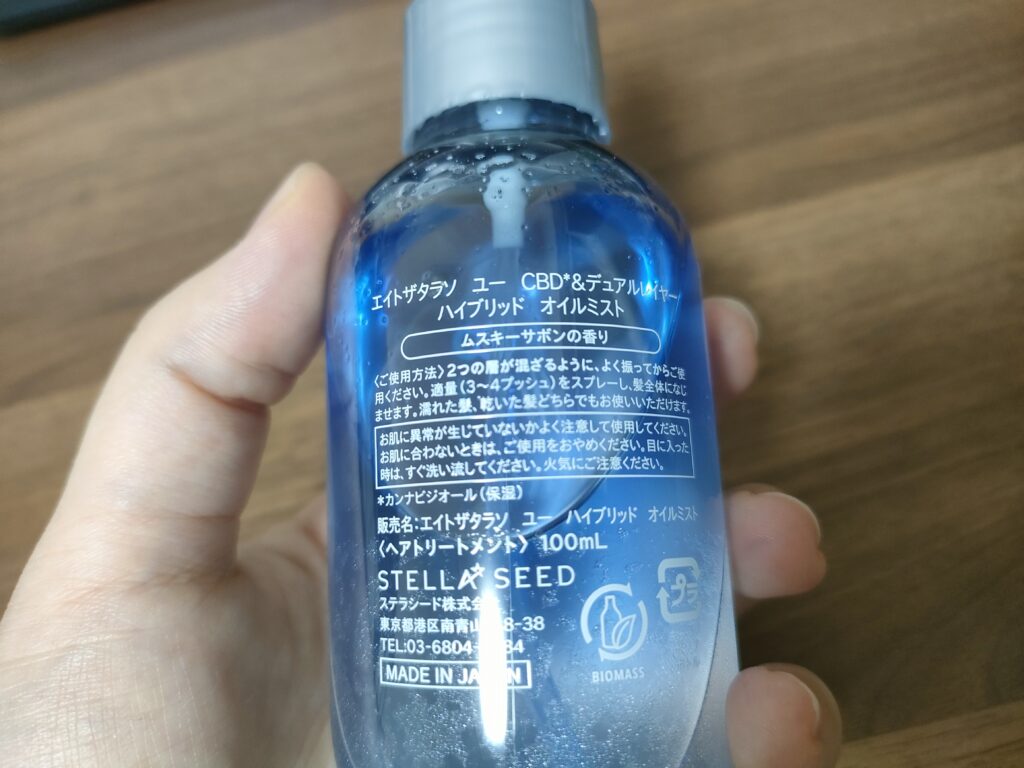 エイトザタラソ ユー CBD*&デュアルレイヤー
ハイブリッド オイルミスト
ムスキーサボンの香り
〈ご使用方法〉2つの層が混ざるように、よく振ってからご使
用ください。適量(3~4プッシュ)をスプレーし、髪全体になじ
ませます。濡れた髪、乾いた髪どちらでもお使いいただけます。
お肌に異常が生じていないかよく注意して使用してください。
お肌に合わないときは、ご使用をおやめください。目に入った
時は、すぐ洗い流してください。火気にご注意ください。
*カンナビジオール(保湿)
販売名:エイトザタラソ ユー ハイブリッド オイルミスト
〈ヘアトリートメント〉 100mL
STELLA SEED
ステラシード株式会社
東京都港区南青山 8-38
TEL:03-6804- 84
MADE IN JAPAN
プラ
BIOMASS